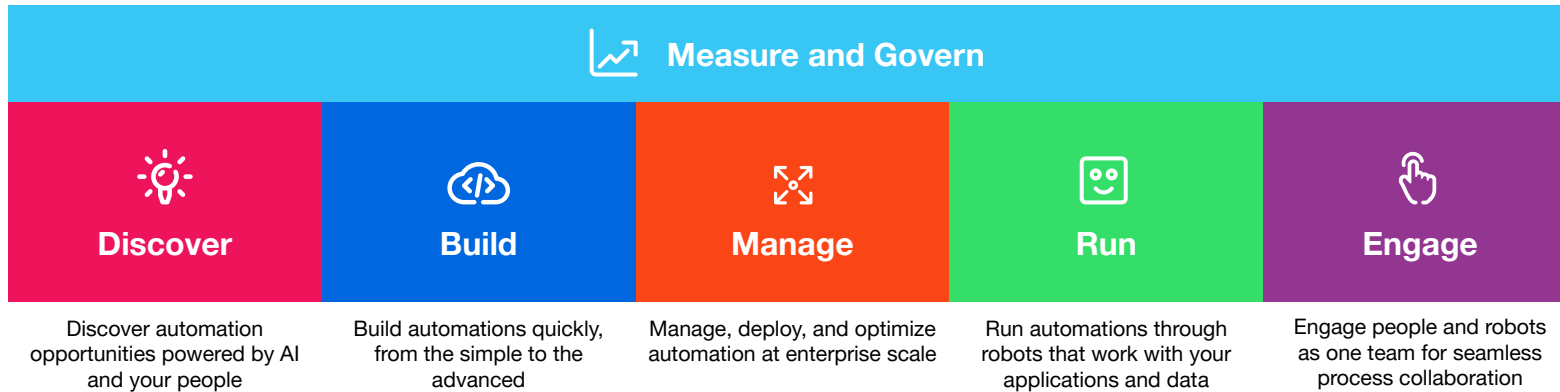 Measure and Govern
Discover
Build
Manage
Run
Engage
Discover automation
opportunities powered by AI
and your people
Build automations quickly,
from the simple to the
advanced
Manage, deploy, and optimize
automation at enterprise scale
Run automations through
robots that work with your
applications and data
Engage people and robots
as one team for seamless
process collaboration